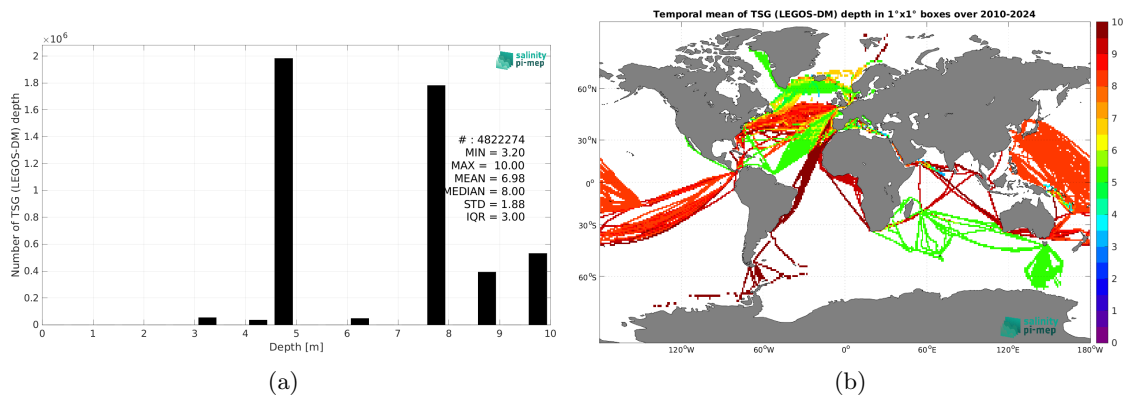 Temporal mean of TSG (LEGOS-DM) depth in 1°x1° boxes over 2010-2024
×10⁶
Number of TSG (LEGOS-DM) depth
2
1.8
1.6
1.4
1.2
1
0.8
0.6
0.4
0.2
0
0 1 2 3 4 5 6 7 8 9 10
Depth [m]
salinity
pi-mep
# : 4822274
MIN = 3.20
MAX = 10.00
MEAN = 6.98
MEDIAN = 8.00
STD = 1.88
IQR = 3.00
(a)
60°N
30°N
0°
30°S
60°S
120°W 60°W 0° 60°E 120°E 180°W
salinity
pi-mep
10
9
8
7
6
5
4
3
2
1
0
(b)